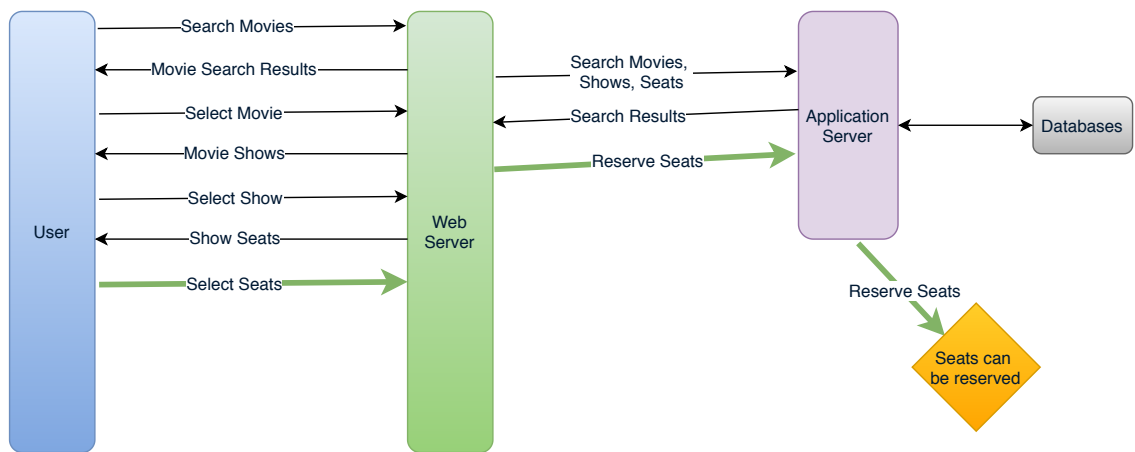 Search Movies
Movie Search Results
Select Movie
Movie Shows
Select Show
Show Seats
Select Seats
User
Web
Server
Search Movies,
Shows, Seats
Search Results
Reserve Seats
Application
Server
Databases
Reserve Seats
Seats can
be reserved